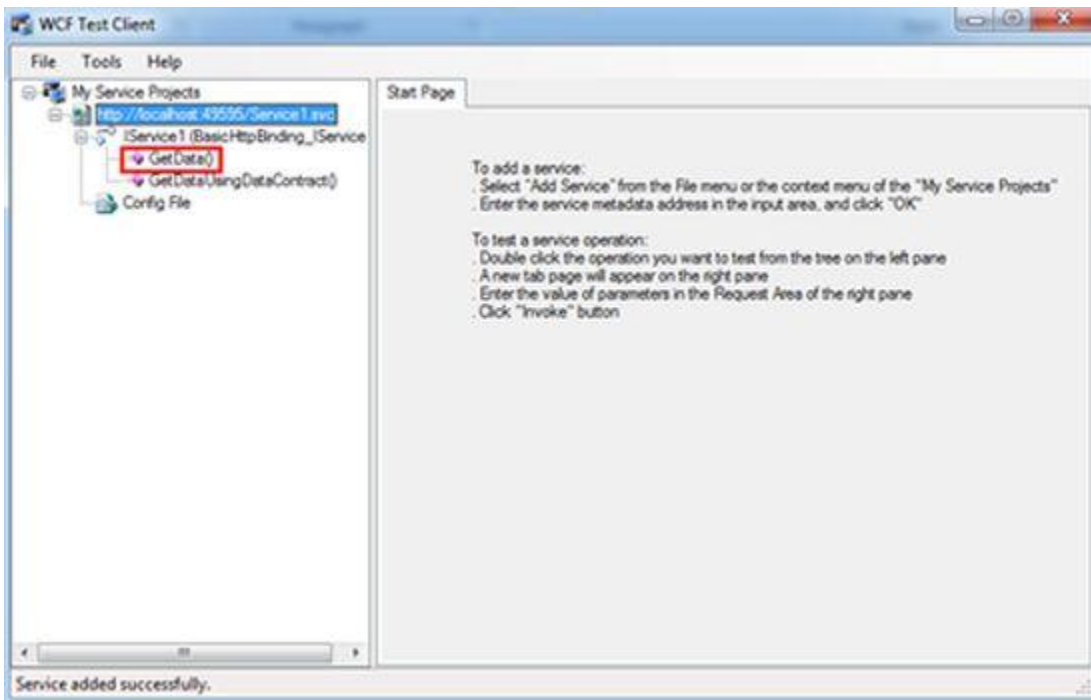 WCF Test Client
File Tools Help
My Service Projects
http://localhost:49595/Service1.svc
IService1 (BasicHttpBinding_IService
GetData()
GetDataUsingDataContract()
Config File
Start Page
To add a service:
. Select "Add Service" from the File menu or the context menu of the "My Service Projects"
. Enter the service metadata address in the input area, and click "OK"
To test a service operation:
. Double click the operation you want to test from the tree on the left pane
. A new tab page will appear on the right pane
. Enter the value of parameters in the Request Area of the right pane
. Click "Invoke" button
Service added successfully.